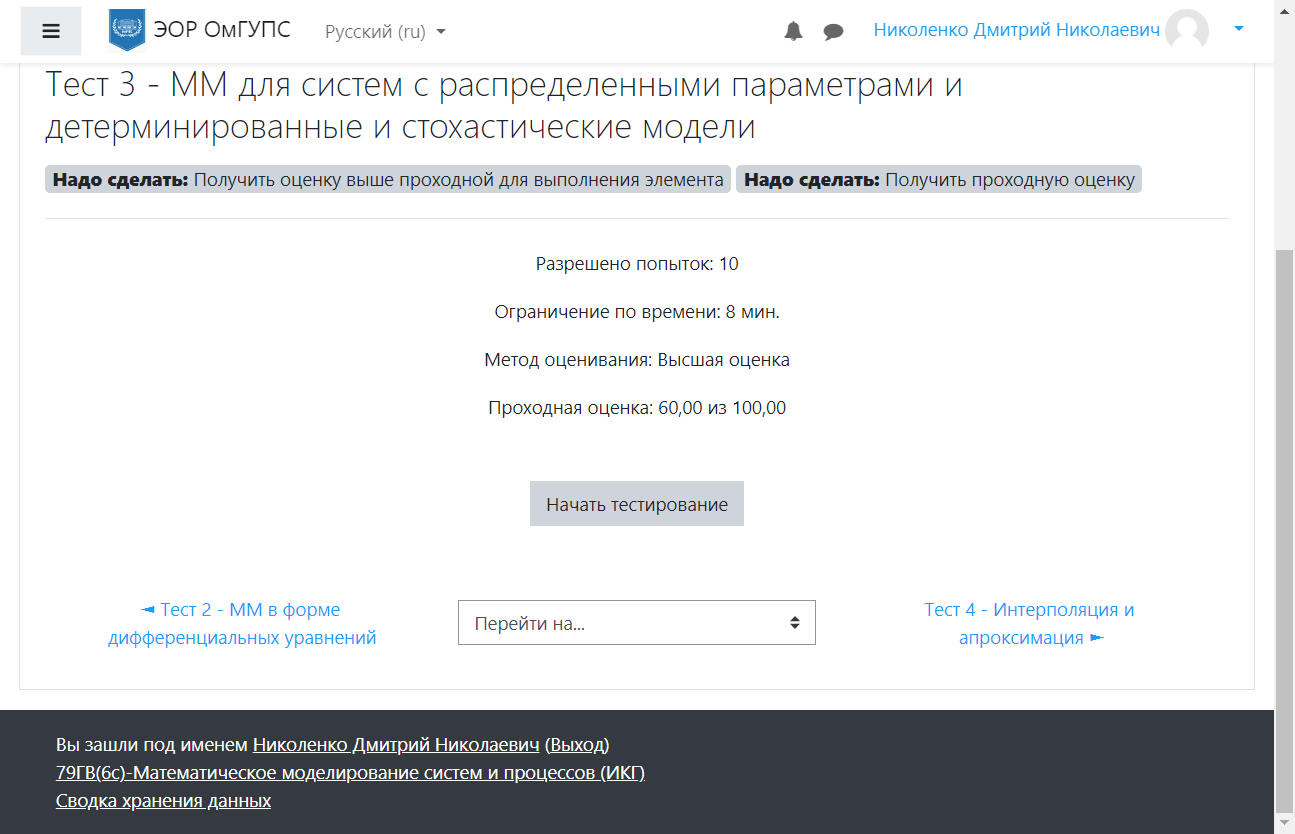 ЭОР ОмГУПС
Русский (ru)
Николенко Дмитрий Николаевич
Тест 3 - ММ для систем с распределенными параметрами и
детерминированные и стохастические модели
Надо сделать: Получить оценку выше проходной для выполнения элемента
Надо сделать: Получить проходную оценку
Разрешено попыток: 10
Ограничение по времени: 8 мин.
Метод оценивания: Высшая оценка
Проходная оценка: 60,00 из 100,00
Начать тестирование
◄ Тест 2 - ММ в форме
дифференциальных уравнений
Перейти на...
Тест 4 - Интерполяция и
апроксимация ►
Вы зашли под именем Николенко Дмитрий Николаевич (Выход)
79ГВ(6с)-Математическое моделирование систем и процессов (ИКГ)
Сводка хранения данных